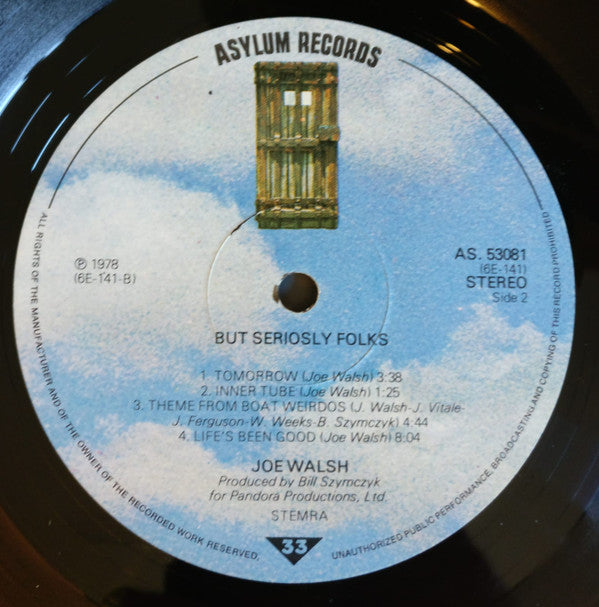 ASYLUM RECORDS
℗ 1978
(6E-141-B)
AS. 53081
(6E-141)
STEREO
Side 2
BUT SERIOSLY FOLKS
1. TOMORROW (Joe Walsh) 3:38
2. INNER TUBE (Joe Walsh) 1:25
3. THEME FROM BOAT WEIRDOS (J. Walsh-J. Vitale-
J. Ferguson-W. Weeks-B. Szymczyk) 4:44
4. LIFE'S BEEN GOOD (Joe Walsh) 8:04
JOE WALSH
Produced by Bill Szymczyk
for Pandora Productions, Ltd.
STEMRA
33
ALL RIGHTS OF THE MANUFACTURER AND OF THE OWNER OF THE RECORDED WORK RESERVED,
UNAUTHORIZED PUBLIC PERFORMANCE, BROADCASTING AND COPYING OF THIS RECORD PROHIBITED